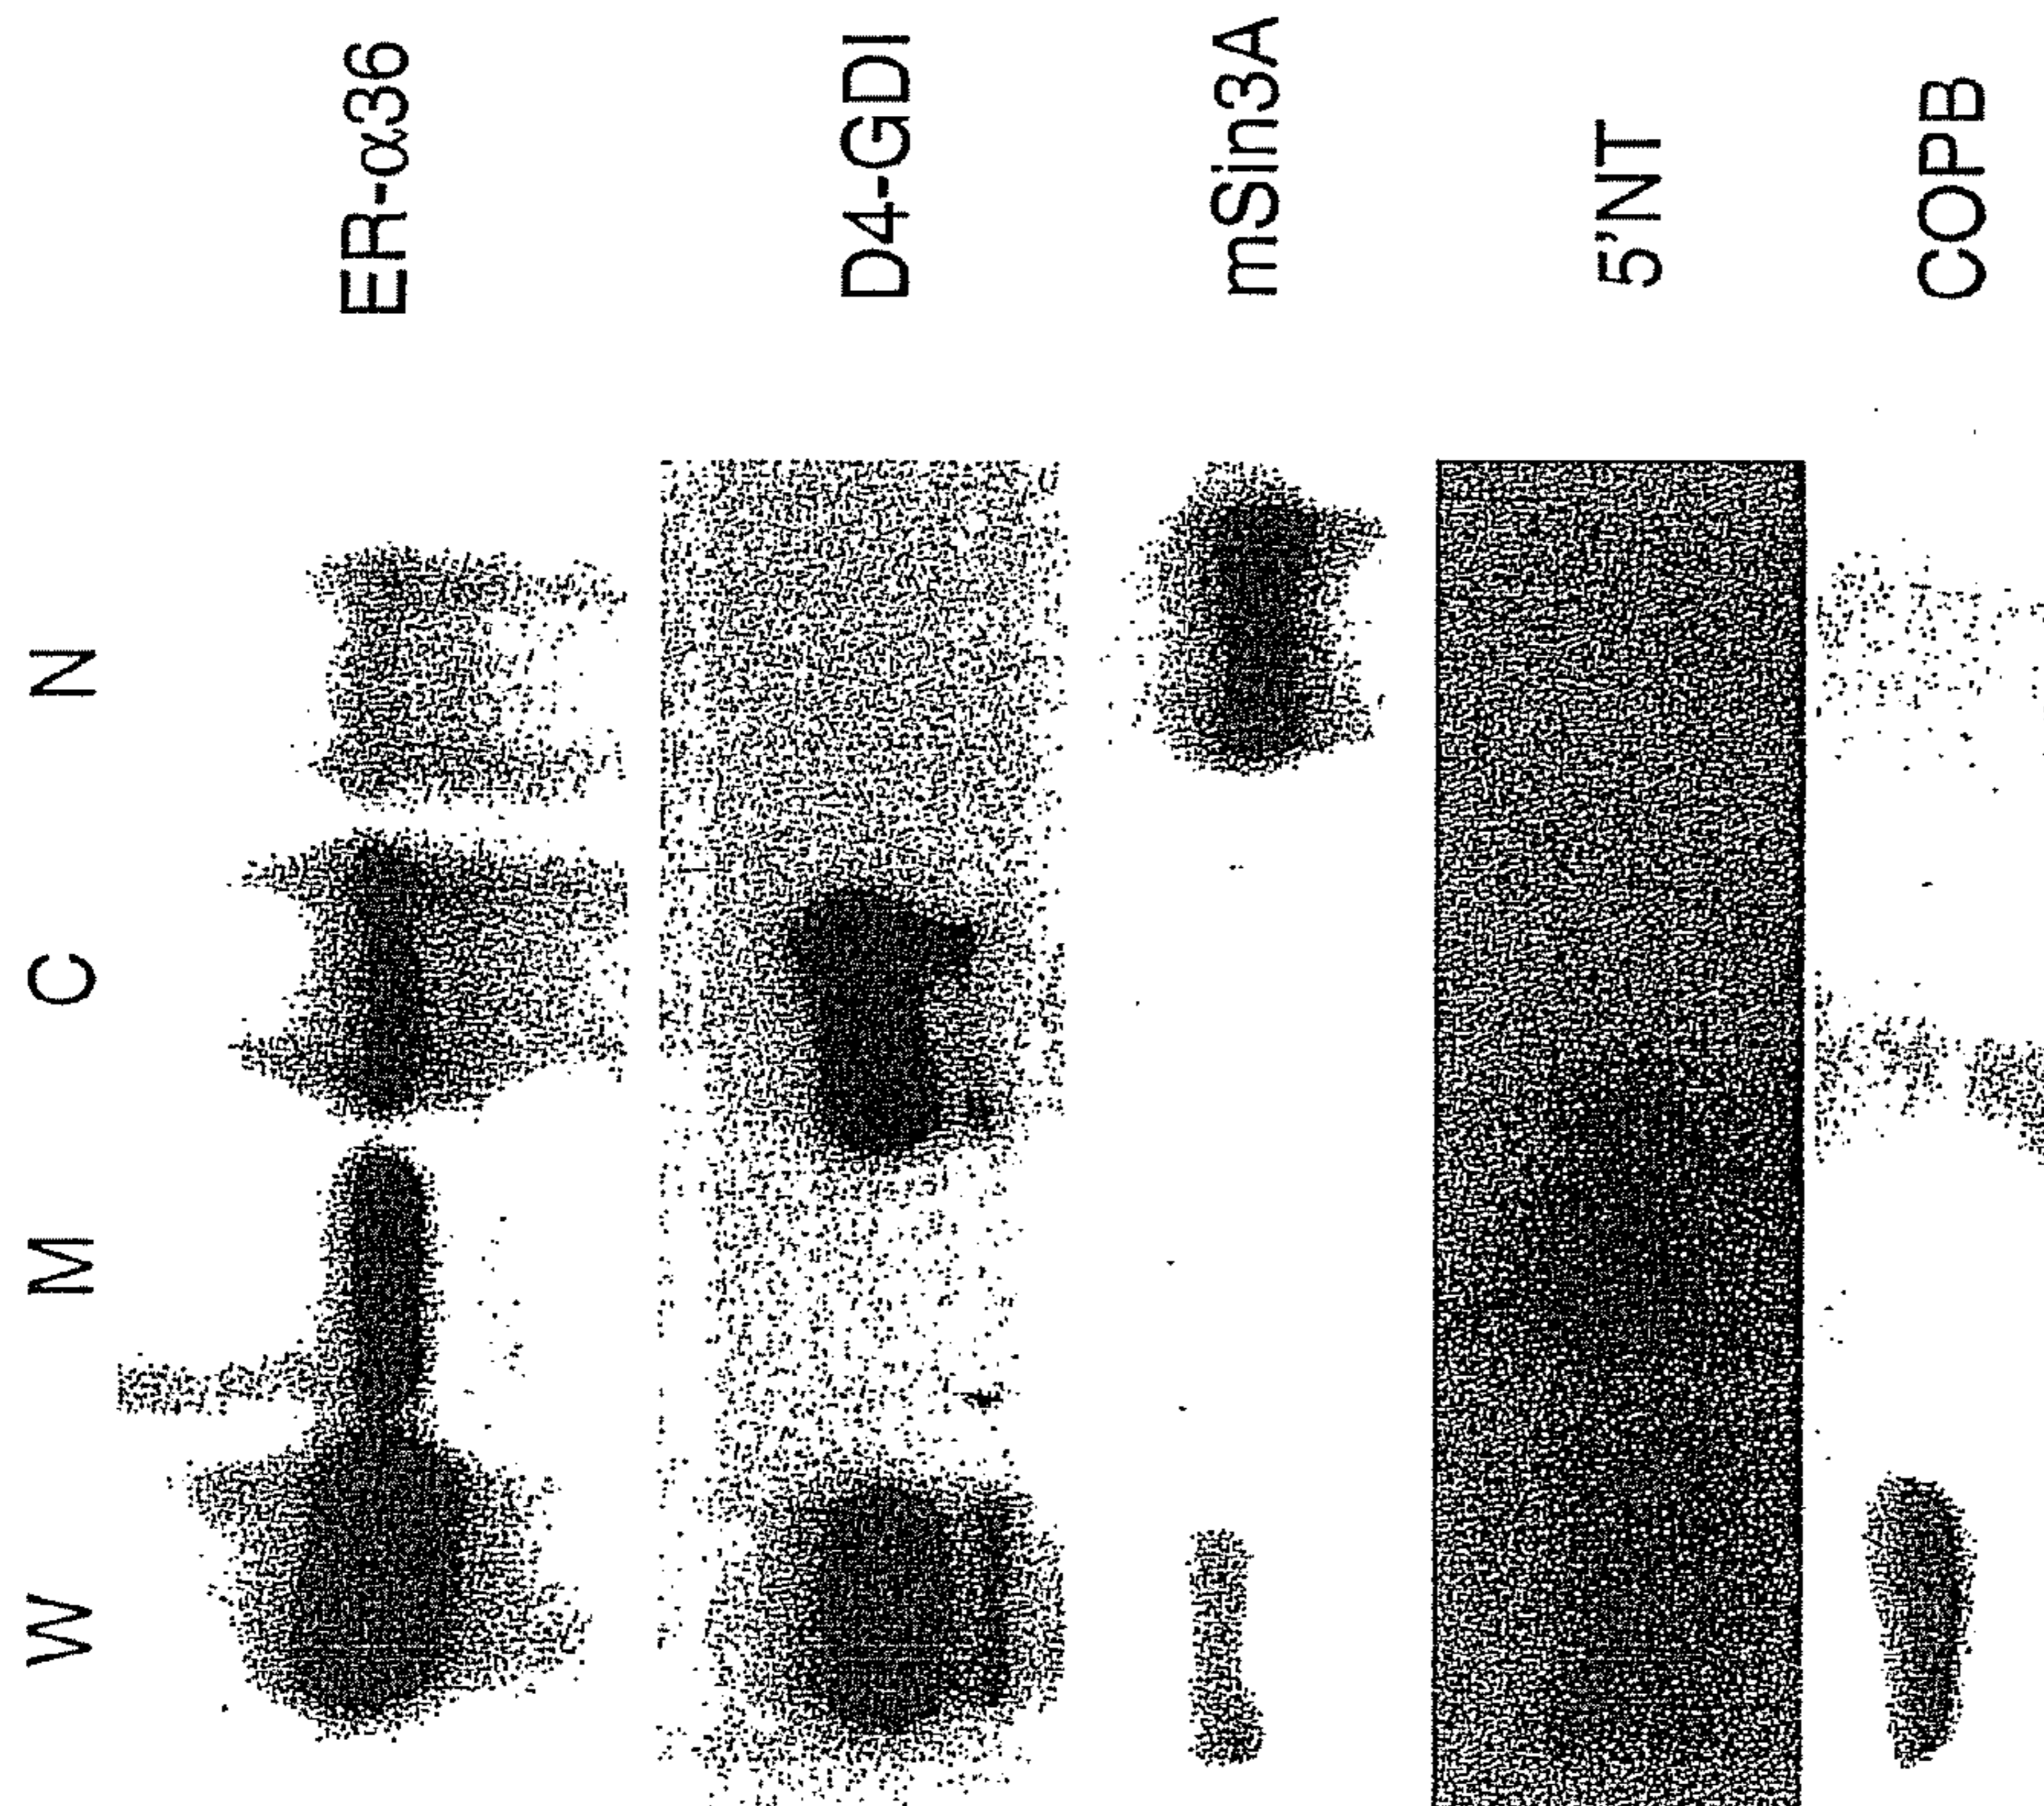 W M C N
ER-α36
D4-GDI
mSin3A
5'NT
COPB